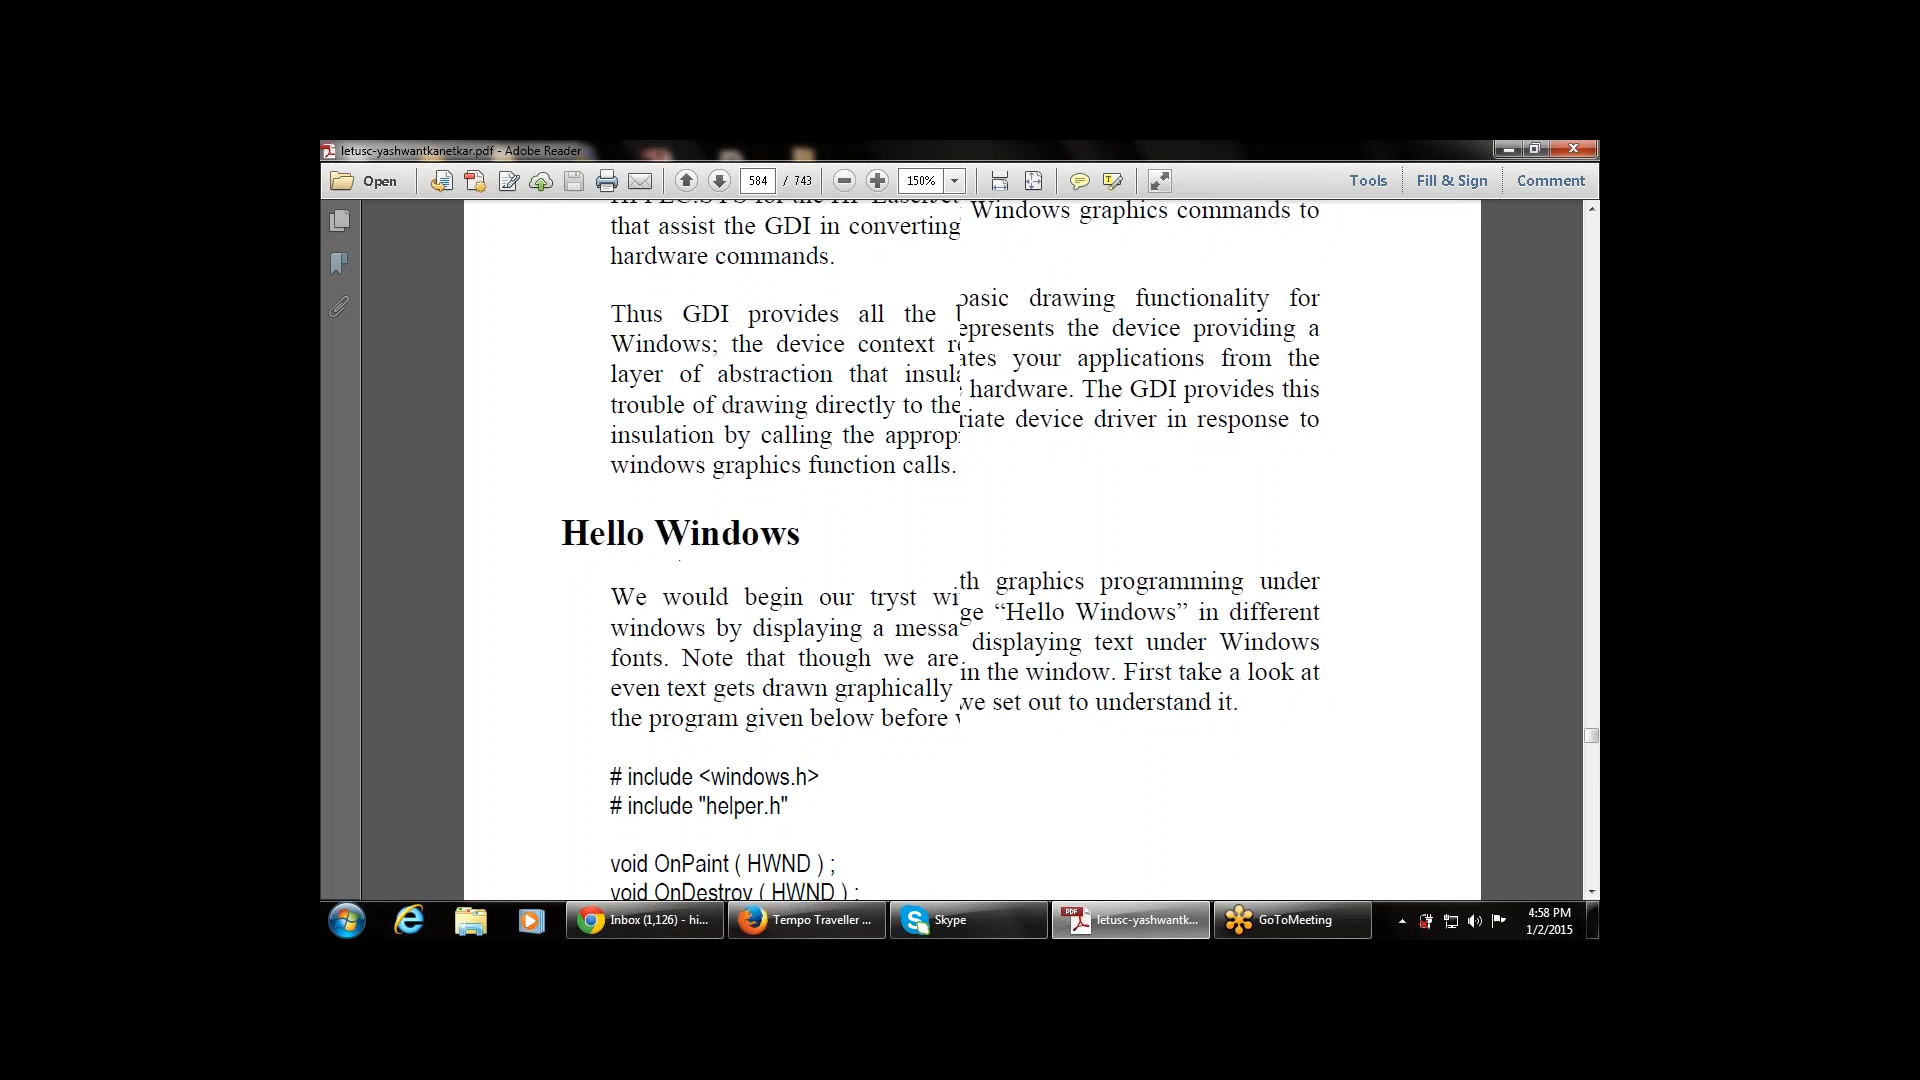 letusc-yashwantkanetkar.pdf - Adobe Reader
Open 584 / 743 150% Tools Fill & Sign Comment
that assist the GDI in converting Windows graphics commands to
hardware commands.
Thus GDI provides all the basic drawing functionality for
Windows; the device context represents the device providing a
layer of abstraction that insulates your applications from the
trouble of drawing directly to the hardware. The GDI provides this
insulation by calling the appropriate device driver in response to
windows graphics function calls.
Hello Windows
We would begin our tryst with graphics programming under
windows by displaying a message “Hello Windows” in different
fonts. Note that though we are displaying text under Windows
even text gets drawn graphically in the window. First take a look at
the program given below before we set out to understand it.
# include <windows.h>
# include "helper.h"
void OnPaint ( HWND ) ;
void OnDestroy ( HWND ) ;
Inbox (1,126) - hi... Tempo Traveller ... Skype letusc-yashwantk... GoToMeeting 4:58 PM
1/2/2015